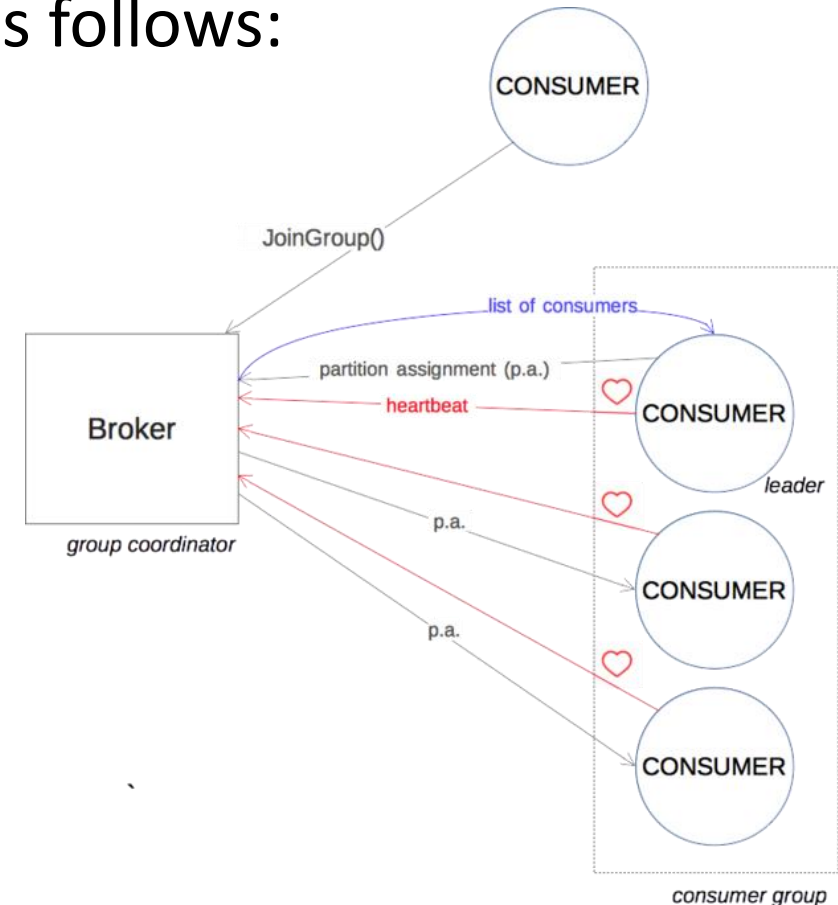 s follows:
CONSUMER
JoinGroup()
list of consumers
partition assignment (p.a.)
heartbeat
CONSUMER
Broker
leader
p.a.
group coordinator
CONSUMER
p.a.
CONSUMER
`
consumer group